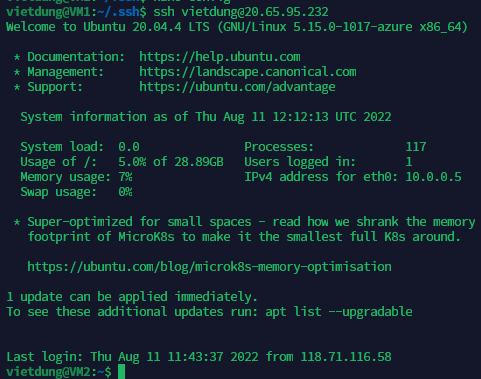 vietdung@VM1:~/.ssh$ ssh vietdung@20.65.95.232
Welcome to Ubuntu 20.04.4 LTS (GNU/Linux 5.15.0-1017-azure x86_64)
* Documentation: https://help.ubuntu.com
* Management: https://landscape.canonical.com
* Support: https://ubuntu.com/advantage
System information as of Thu Aug 11 12:12:13 UTC 2022
System load: 0.0 Processes: 117
Usage of /: 5.0% of 28.89GB Users logged in: 1
Memory usage: 7% IPv4 address for eth0: 10.0.0.5
Swap usage: 0%
* Super-optimized for small spaces - read how we shrank the memory
footprint of MicroK8s to make it the smallest full K8s around.
https://ubuntu.com/blog/microk8s-memory-optimisation
1 update can be applied immediately.
To see these additional updates run: apt list --upgradable
Last login: Thu Aug 11 11:43:37 2022 from 118.71.116.58
vietdung@VM2:~$